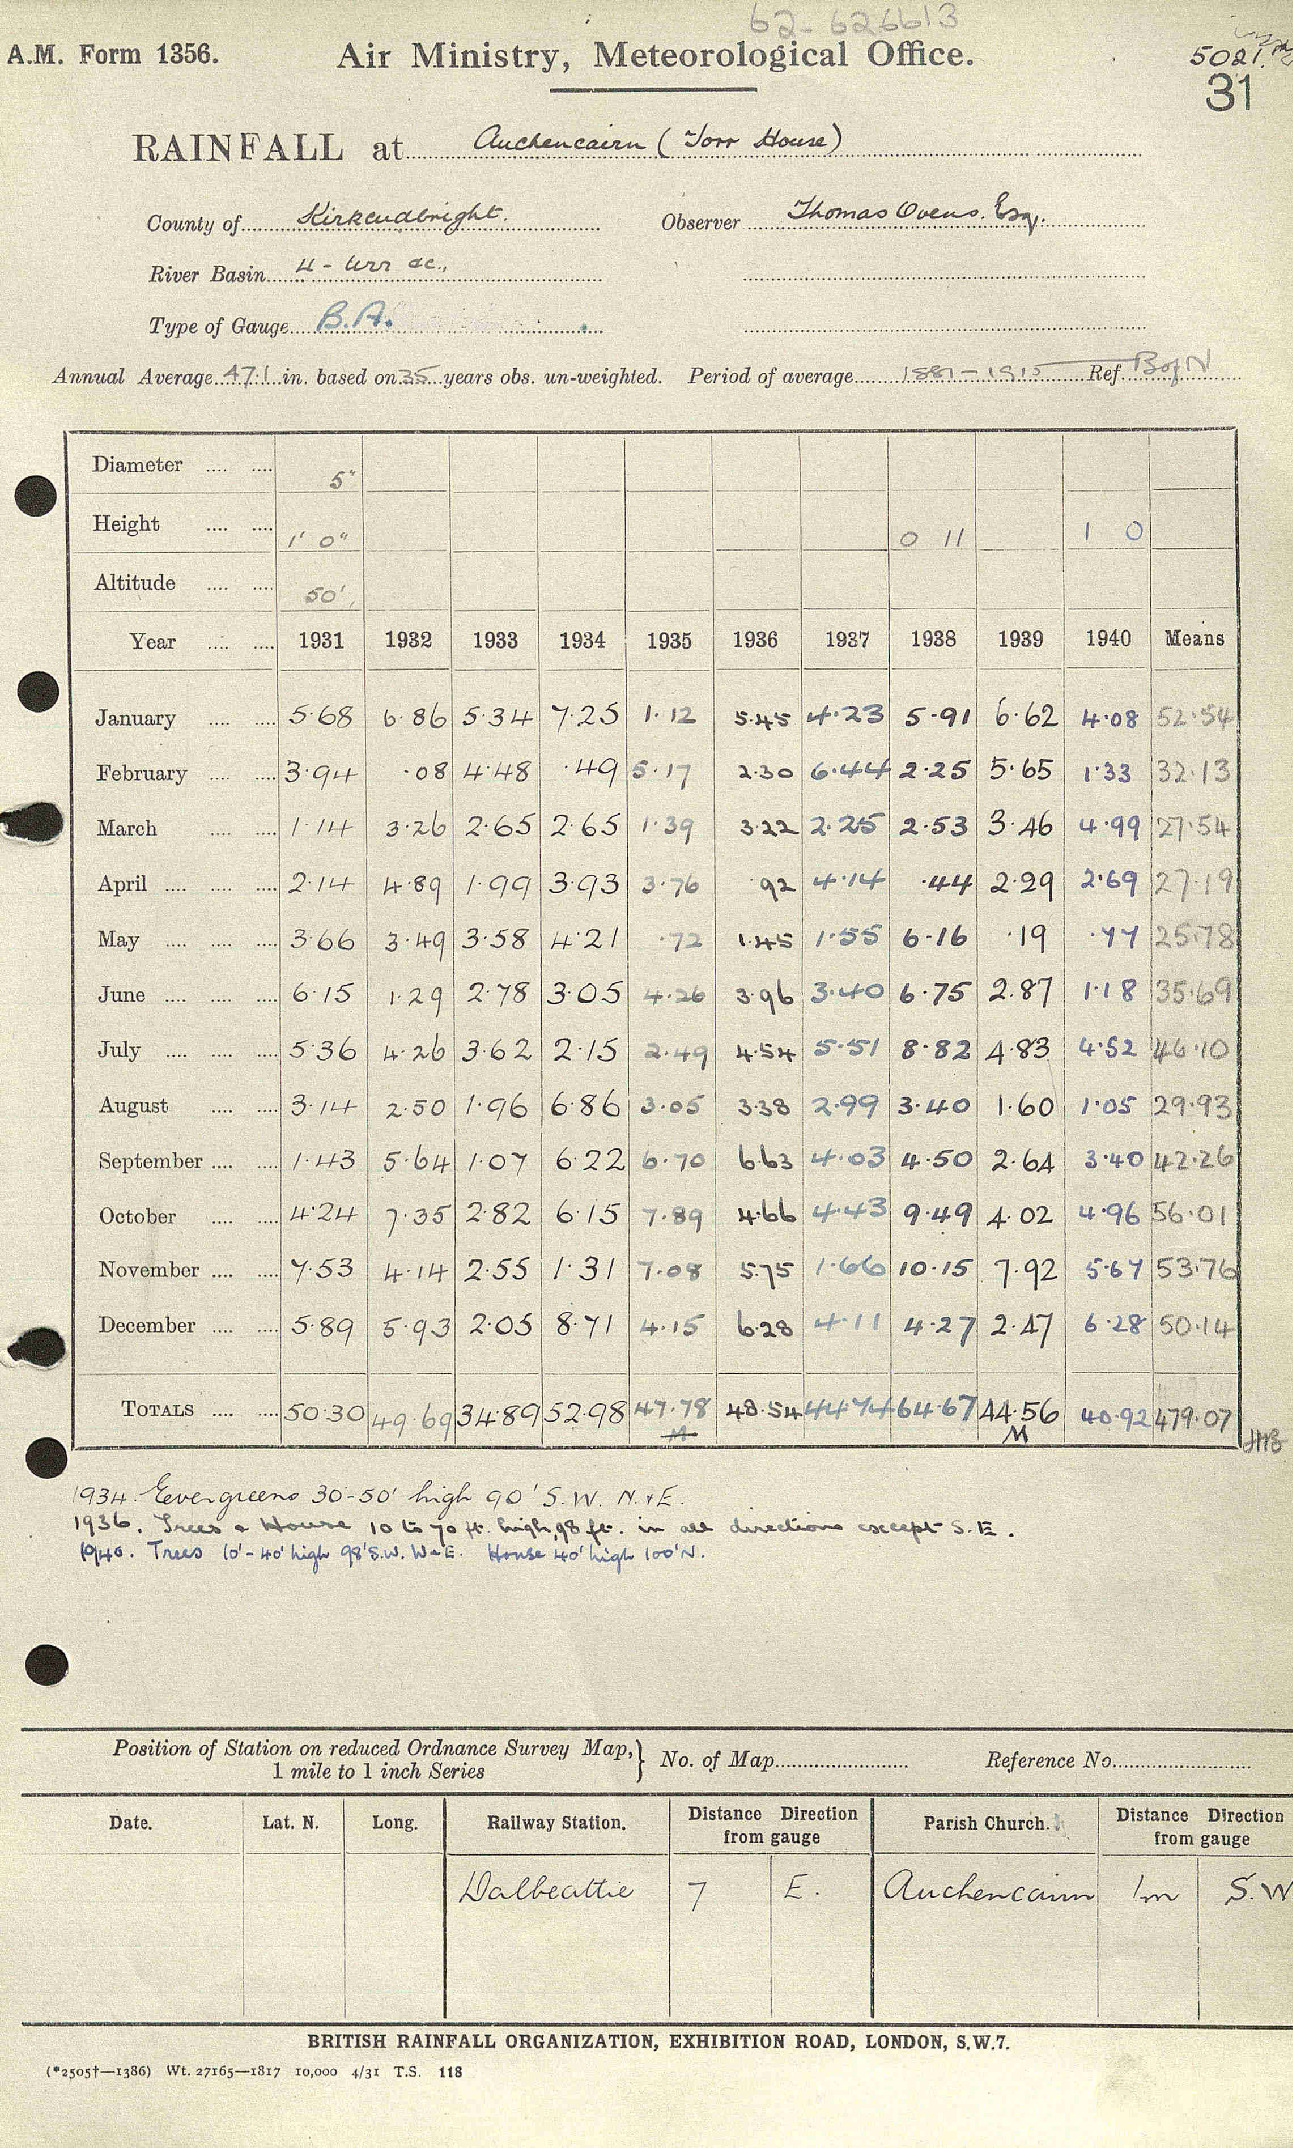 62-626613
A.M. Form 1356. Air Ministry, Meteorological Office. 5021
31
RAINFALL at Auchencairn (Torr House)
County of Kirkcudbright. Observer Thomas Ovens. Esq.
River Basin 4 - Urr &c.,
Type of Gauge B.A.
Annual Average 47.1 in. based on 35 years obs. un-weighted. Period of average 1881-1915 Ref B of N
Diameter .... .... 5"
Height .... .... 1' 0" 0 11 1 0
Altitude .... .... 50'
Year .... .... 1931 1932 1933 1934 1935 1936 1937 1938 1939 1940 Means
January .... .... 5.68 6.86 5.34 7.25 1.12 5.45 4.23 5.91 6.62 4.08 52.54
February .... .... 3.94 .08 4.48 .49 5.17 2.30 6.44 2.25 5.65 1.33 32.13
March .... .... 1.14 3.26 2.65 2.65 1.39 3.22 2.25 2.53 3.46 4.99 27.54
April .... .... .... 2.14 4.89 1.99 3.93 3.76 .92 4.14 .44 2.29 2.69 27.19
May .... .... .... 3.66 3.49 3.58 4.21 .72 1.45 1.55 6.16 .19 .77 25.78
June .... .... .... 6.15 1.29 2.78 3.05 4.26 3.96 3.40 6.75 2.87 1.18 35.69
July .... .... .... 5.36 4.26 3.62 2.15 2.49 4.54 5.51 8.82 4.83 4.52 46.10
August .... .... 3.14 2.50 1.96 6.86 3.05 3.38 2.99 3.40 1.60 1.05 29.93
September .... .... 1.43 5.64 1.07 6.22 6.70 6.63 4.03 4.50 2.64 3.40 42.26
October .... .... 4.24 7.35 2.82 6.15 7.89 4.66 4.43 9.49 4.02 4.96 56.01
November .... .... 7.53 4.14 2.55 1.31 7.08 5.75 1.66 10.15 7.92 5.67 53.76
December .... .... 5.89 5.93 2.05 8.71 4.15 6.28 4.11 4.27 2.47 6.28 50.14
TOTALS .... .... 50.30 49.69 34.89 52.98 47.78 48.54 44.74 64.67 44.56 40.92 479.07
M M
1934. Evergreens 30-50' high 90' S.W. N. & E.
1936. Trees & House 10 to 70 ft. high, 98 ft. in all directions except S.E.
1940. Trees 10'-40' high 98' S.W. W & E. House 40' high 100' N.
Position of Station on reduced Ordnance Survey Map, } No. of Map Reference No.
1 mile to 1 inch Series
Date. Lat. N. Long. Railway Station. Distance Direction from gauge Parish Church. Distance Direction from gauge
Dalbeattie 7 E. Auchencairn 1m S.W
BRITISH RAINFALL ORGANIZATION, EXHIBITION ROAD, LONDON, S.W.7.
(*2505†—1386) Wt. 27165—1817 10,000 4/31 T.S. 118